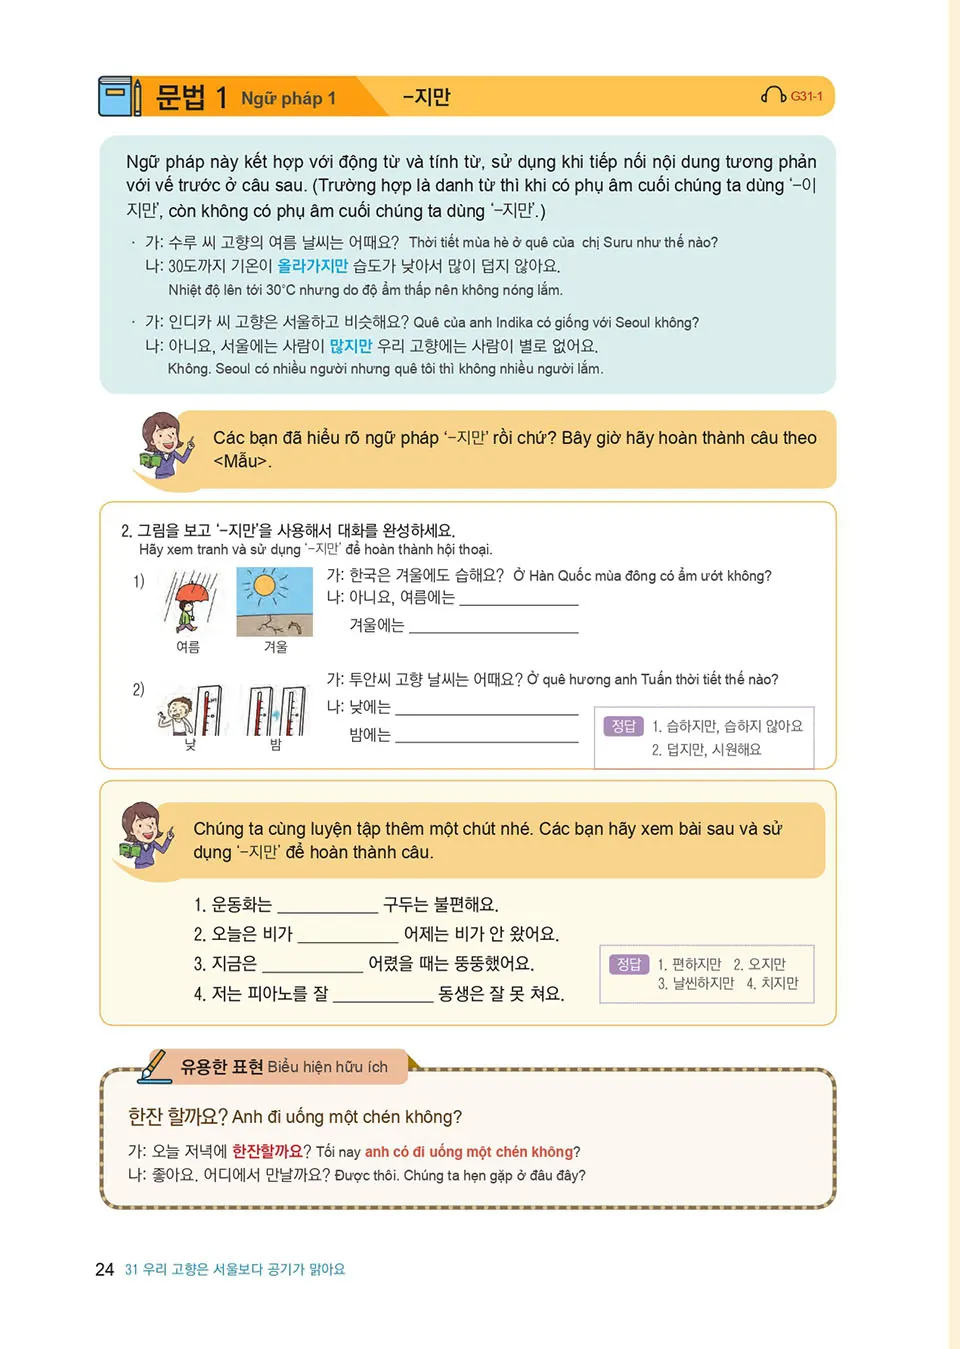 문법 1 Ngữ pháp 1 -지만 G31-1
Ngữ pháp này kết hợp với động từ và tính từ, sử dụng khi tiếp nối nội dung tương phản
với vế trước ở câu sau. (Trường hợp là danh từ thì khi có phụ âm cuối chúng ta dùng ‘-이
지만’, còn không có phụ âm cuối chúng ta dùng ‘-지만’.)
· 가: 수루 씨 고향의 여름 날씨는 어때요? Thời tiết mùa hè ở quê của chị Suru như thế nào?
나: 30도까지 기온이 올라가지만 습도가 낮아서 많이 덥지 않아요.
Nhiệt độ lên tới 30°C nhưng do độ ẩm thấp nên không nóng lắm.
· 가: 인디카 씨 고향은 서울하고 비슷해요? Quê của anh Indika có giống với Seoul không?
나: 아니요, 서울에는 사람이 많지만 우리 고향에는 사람이 별로 없어요.
Không. Seoul có nhiều người nhưng quê tôi thì không nhiều người lắm.
Các bạn đã hiểu rõ ngữ pháp ‘-지만’ rồi chứ? Bây giờ hãy hoàn thành câu theo
<Mẫu>.
2. 그림을 보고 ‘-지만’을 사용해서 대화를 완성하세요.
Hãy xem tranh và sử dụng ‘-지만’ để hoàn thành hội thoại.
1)
가: 한국은 겨울에도 습해요? Ở Hàn Quốc mùa đông có ẩm ướt không?
나: 아니요, 여름에는 ______________
겨울에는 ____________________
여름 겨울
2)
가: 투안씨 고향 날씨는 어때요? Ở quê hương anh Tuấn thời tiết thế nào?
나: 낮에는 ______________________
밤에는 ______________________
낮 밤
정답 1. 습하지만, 습하지 않아요
2. 덥지만, 시원해요
Chúng ta cùng luyện tập thêm một chút nhé. Các bạn hãy xem bài sau và sử
dụng ‘-지만’ để hoàn thành câu.
1. 운동화는 ____________ 구두는 불편해요.
2. 오늘은 비가 ____________ 어제는 비가 안 왔어요.
3. 지금은 ____________ 어렸을 때는 뚱뚱했어요.
4. 저는 피아노를 잘 ____________ 동생은 잘 못 쳐요.
정답 1. 편하지만 2. 오지만
3. 날씬하지만 4. 치지만
유용한 표현 Biểu hiện hữu ích
한잔 할까요? Anh đi uống một chén không?
가: 오늘 저녁에 한잔할까요? Tối nay anh có đi uống một chén không?
나: 좋아요. 어디에서 만날까요? Được thôi. Chúng ta hẹn gặp ở đâu đây?
24 31 우리 고향은 서울보다 공기가 맑아요